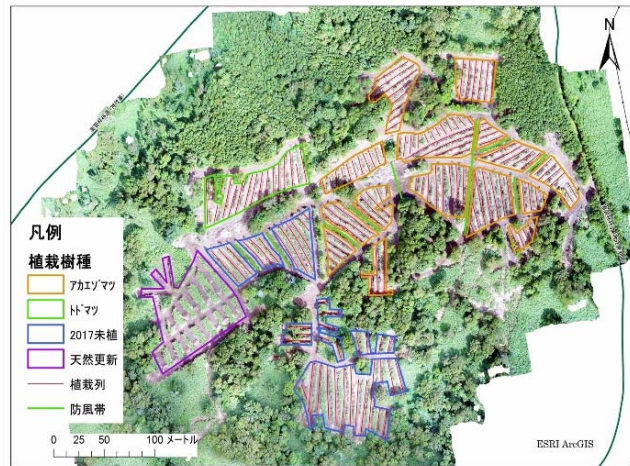 N
凡例
植栽樹種
アカエゾマツ
トドマツ
2017未植
天然更新
植栽列
防風帯
0 25 50 100 メートル
ESRI ArcGIS